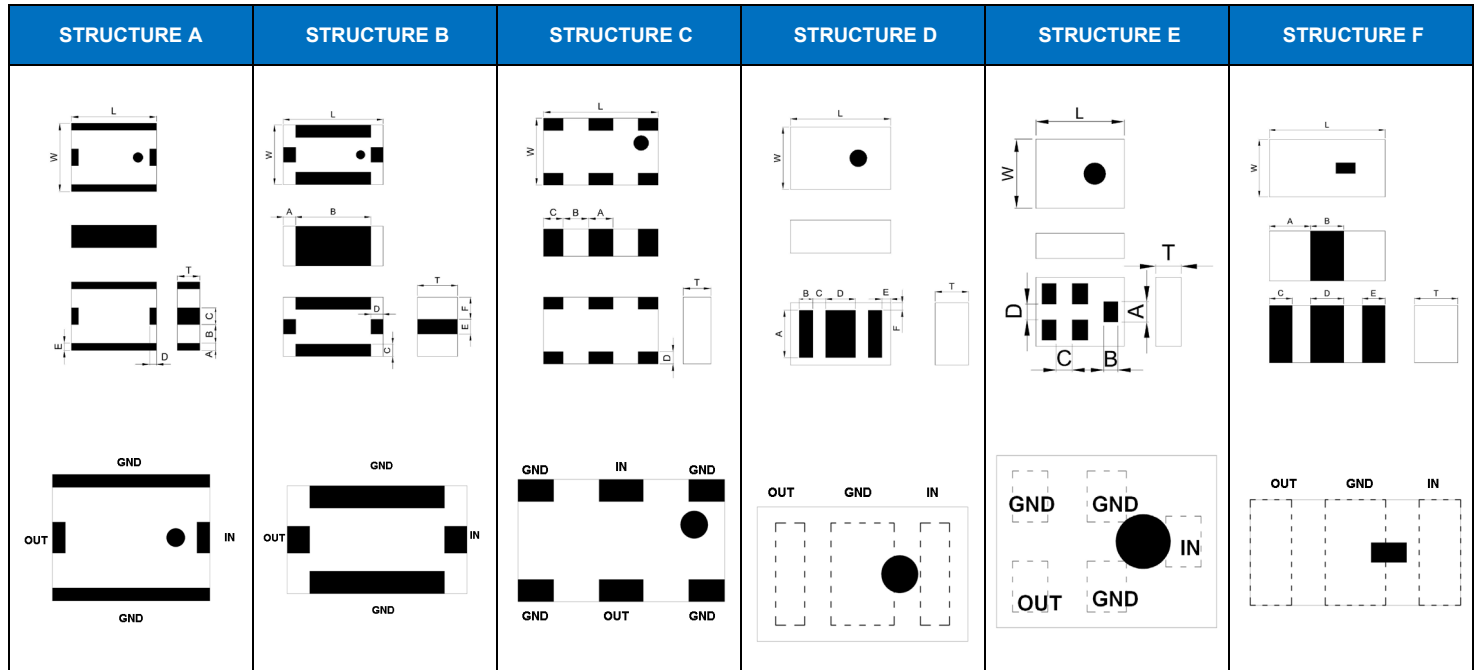 STRUCTURE A
STRUCTURE B
STRUCTURE C
STRUCTURE D
STRUCTURE E
STRUCTURE F
L
W
T
C
B
A
E
D
GND
OUT
IN
GND
L
W
A
B
T
D
F
E
C
GND
OUT
IN
GND
L
W
C
B
A
T
D
GND
IN
GND
GND
OUT
GND
L
W
B
C
D
E
T
A
F
OUT
GND
IN
L
W
T
D
A
C
B
GND
GND
IN
OUT
GND
L
W
A
B
C
D
E
T
OUT
GND
IN